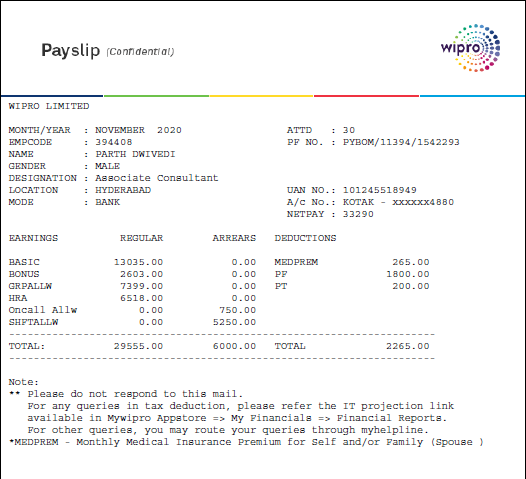 Payslip (Confidential)
wipro
WIPRO LIMITED
MONTH/YEAR : NOVEMBER 2020 ATTD : 30
EMPCODE : 394408 PF NO. : PYBOM/11394/1542293
NAME : PARTH DWIVEDI
GENDER : MALE
DESIGNATION : Associate Consultant
LOCATION : HYDERABAD UAN NO.: 101245518949
MODE : BANK A/c No.: KOTAK - xxxxxx4880
NETPAY : 33290
EARNINGS REGULAR ARREARS DEDUCTIONS
BASIC 13035.00 0.00 MEDPREM 265.00
BONUS 2603.00 0.00 PF 1800.00
GRPALLW 7399.00 0.00 PT 200.00
HRA 6518.00 0.00
Oncall Allw 0.00 750.00
SHFTALLW 0.00 5250.00
TOTAL: 29555.00 6000.00 TOTAL 2265.00
Note:
** Please do not respond to this mail.
For any queries in tax deduction, please refer the IT projection link
available in Mywipro Appstore => My Financials => Financial Reports.
For other queries, you may route your queries through myhelpline.
*MEDPREM - Monthly Medical Insurance Premium for Self and/or Family (Spouse )